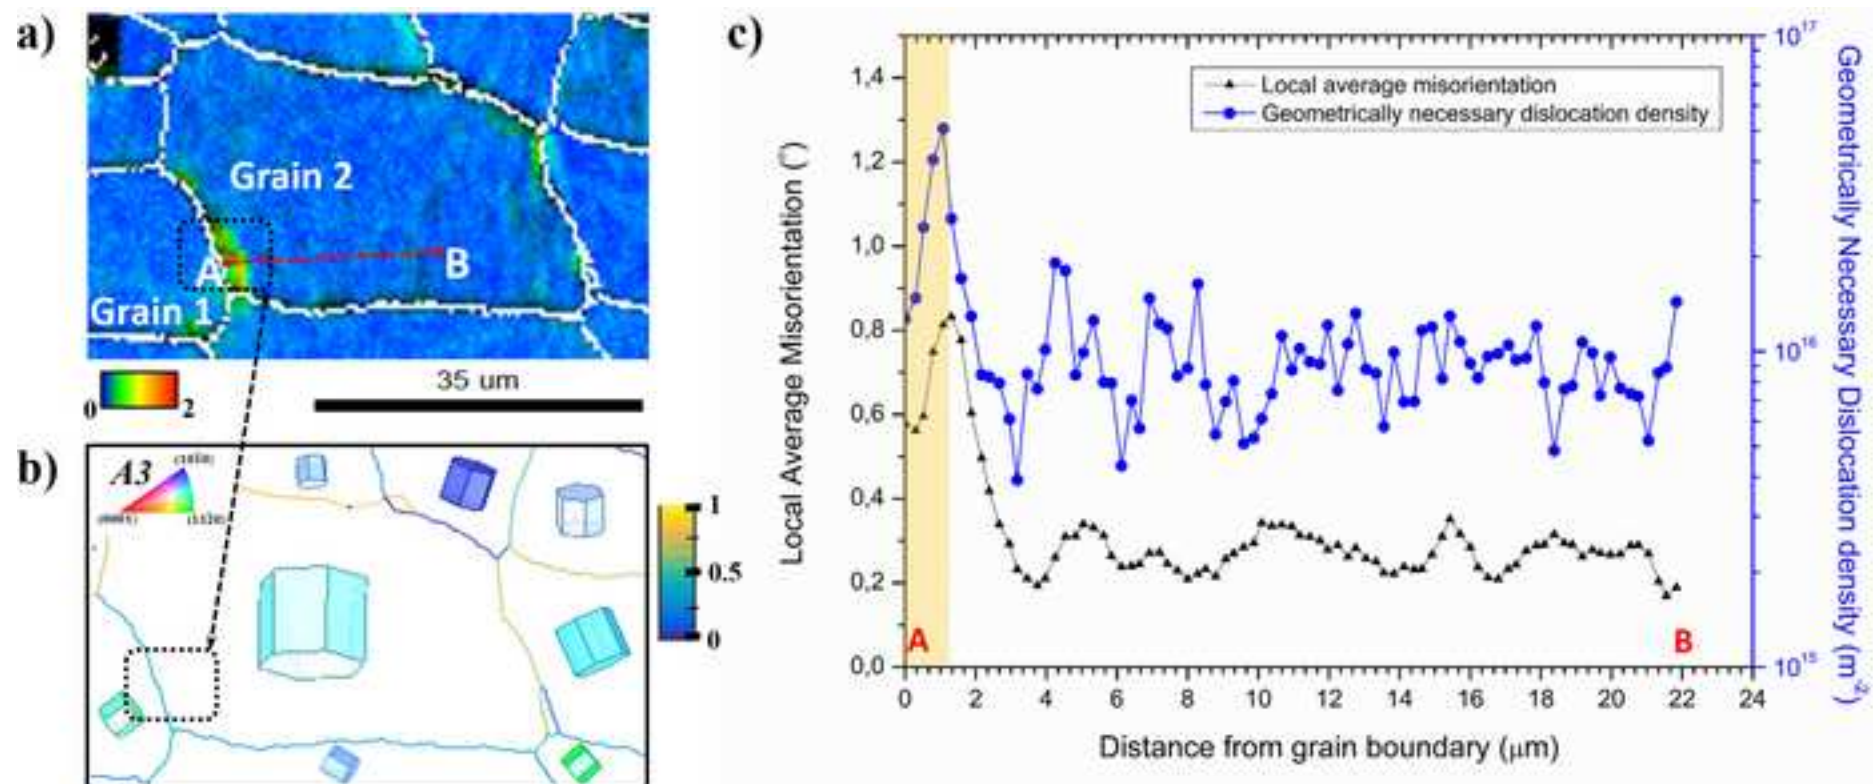 a)
Grain 2
A
B
Grain 1
0
2
35 um
b)
A3
1
0.5
0
c)
Local Average Misorientation (°)
1,4
1,2
1,0
0,8
0,6
0,4
0,2
0,0
Local average misorientation
Geometrically necessary dislocation density
A
B
0 2 4 6 8 10 12 14 16 18 20 22 24
Distance from grain boundary (μm)
10¹⁷
10¹⁶
10¹⁵
Geometrically Necessary Dislocation density (m⁻²)